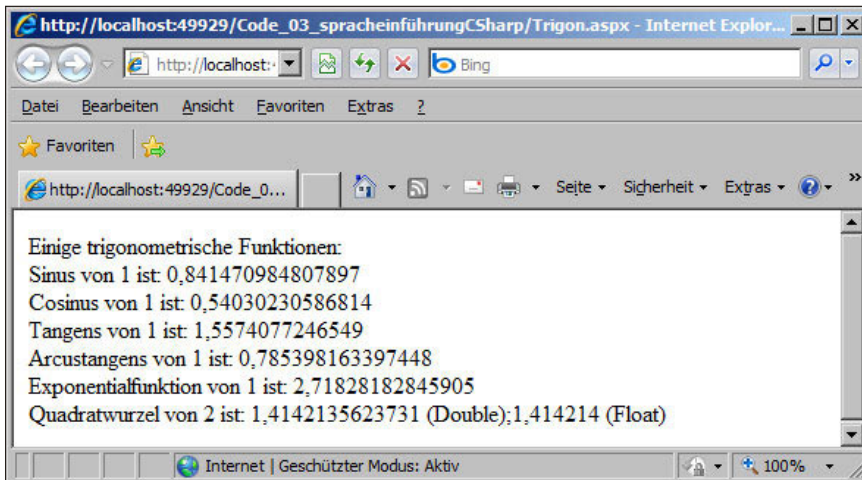 http://localhost:49929/Code_03_spracheinführungCSharp/Trigon.aspx - Internet Explor...
http://localhost:4
Bing
Datei Bearbeiten Ansicht Favoriten Extras ?
Favoriten
http://localhost:49929/Code_0...
Seite Sicherheit Extras »
Einige trigonometrische Funktionen:
Sinus von 1 ist: 0,841470984807897
Cosinus von 1 ist: 0,54030230586814
Tangens von 1 ist: 1,5574077246549
Arcustangens von 1 ist: 0,785398163397448
Exponentialfunktion von 1 ist: 2,71828182845905
Quadratwurzel von 2 ist: 1,4142135623731 (Double);1,414214 (Float)
Internet | Geschützter Modus: Aktiv 100%